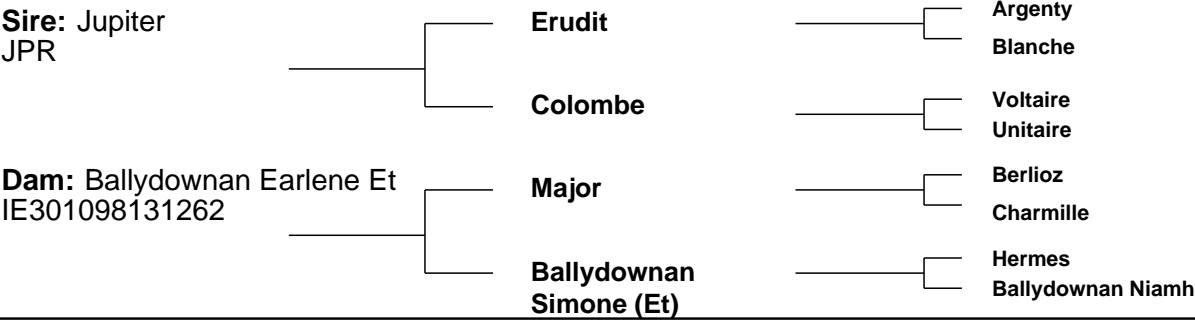 Sire: Jupiter
JPR
Erudit
Argenty
Blanche
Colombe
Voltaire
Unitaire
Dam: Ballydownan Earlene Et
IE301098131262
Major
Berlioz
Charmille
Ballydownan
Simone (Et)
Hermes
Ballydownan Niamh